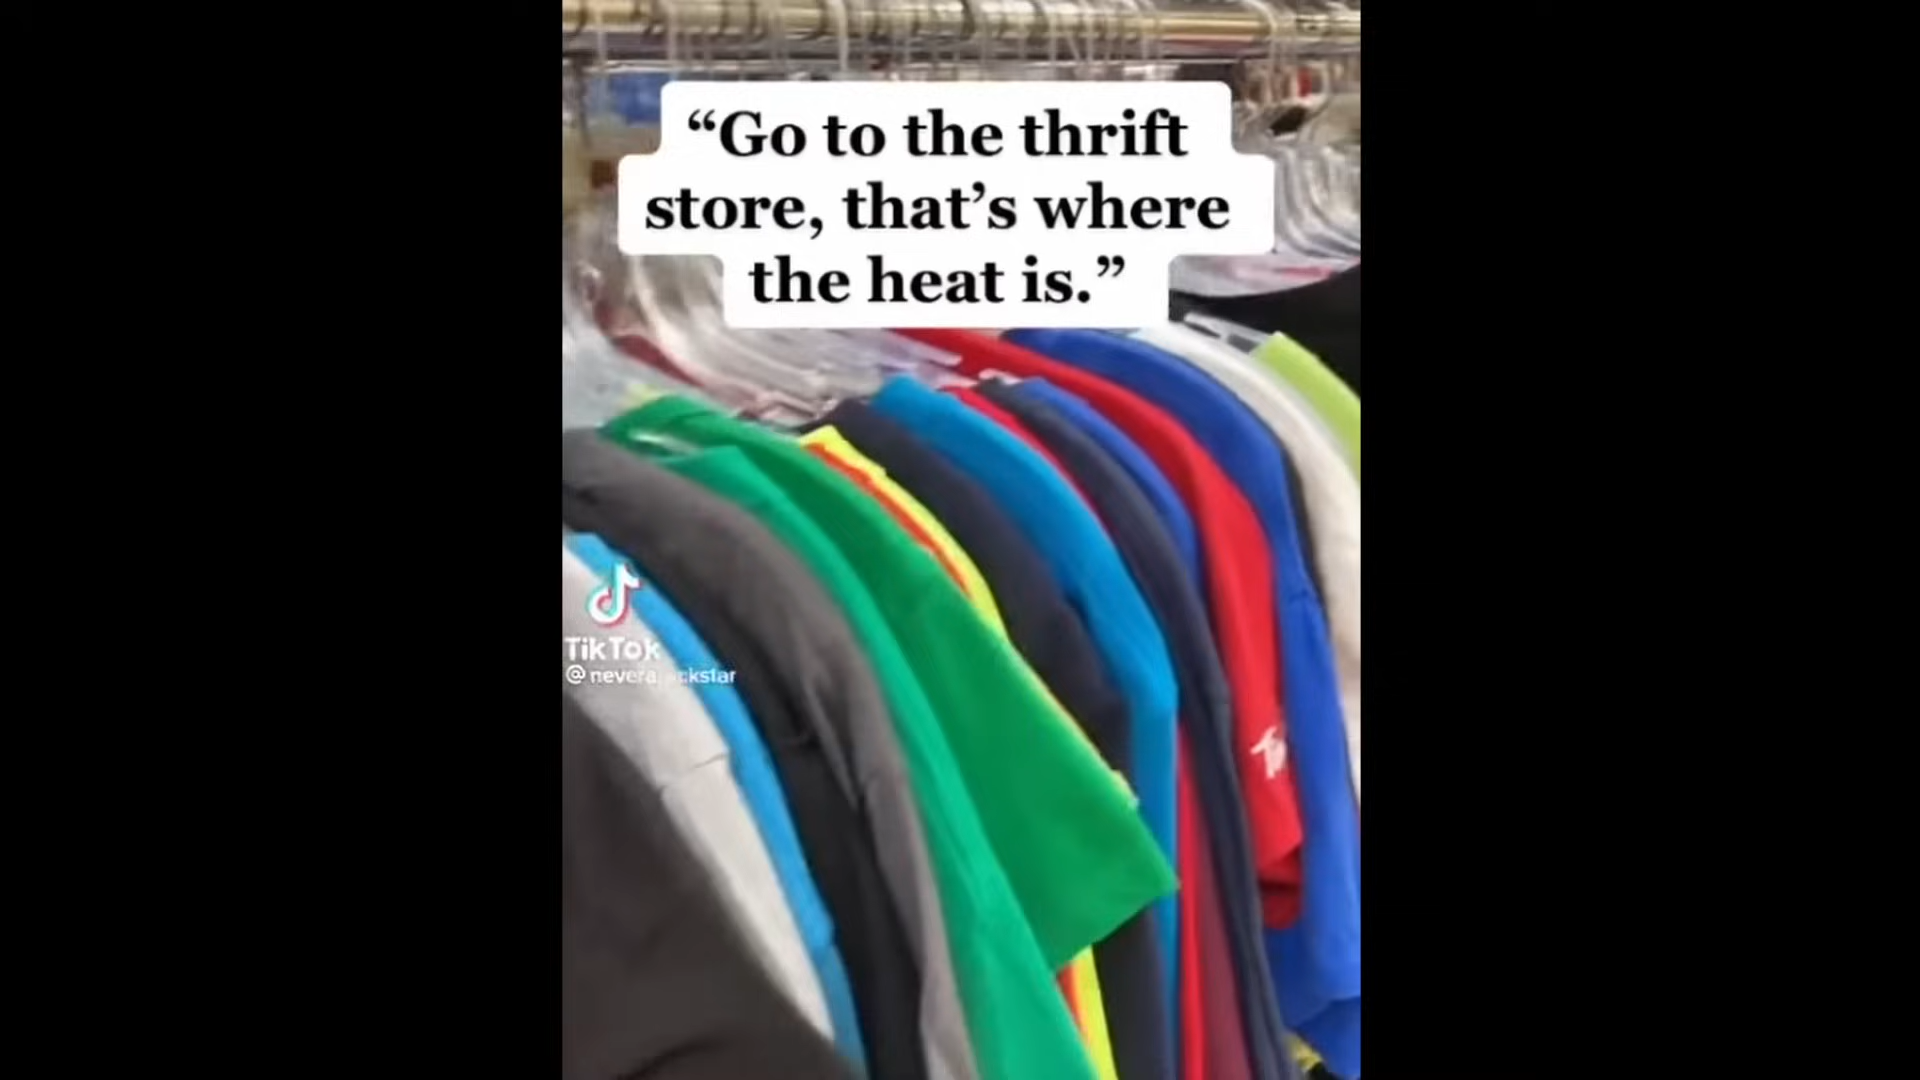 “Go to the thrift
store, that’s where
the heat is.”
TikTok